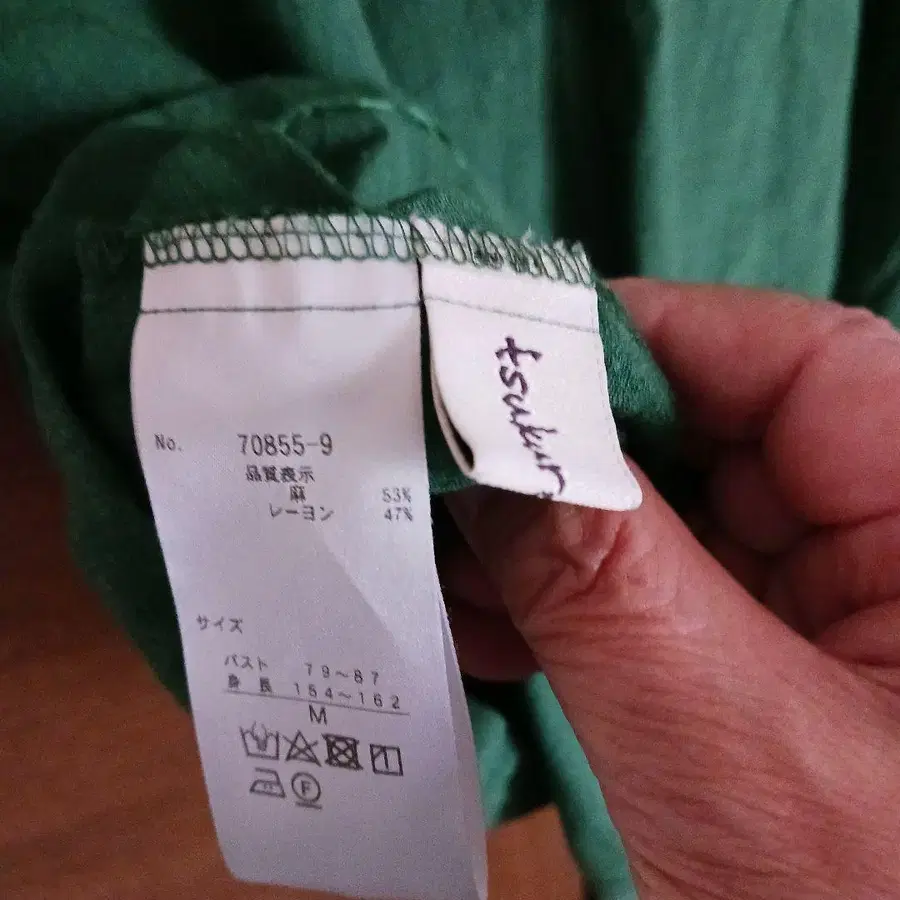 No. 70855-9
品質表示
麻 53%
レーヨン 47%
サイズ
バスト 79~87
身長 154~162
M
F